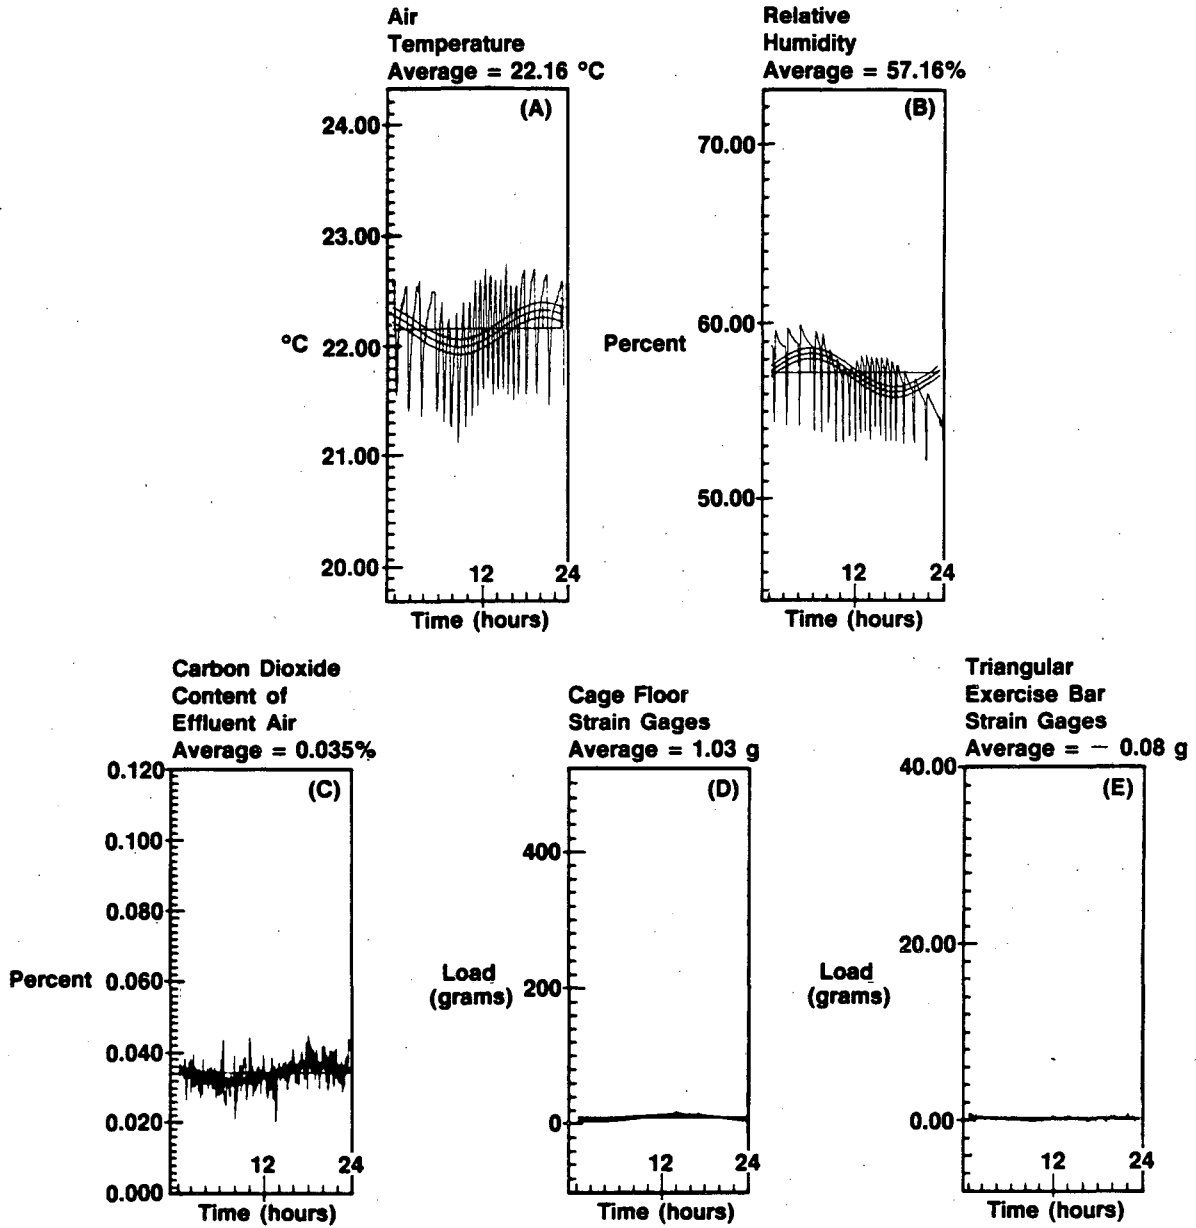 Air
Temperature
Average = 22.16 °C
(A)
24.00
23.00
°C 22.00
21.00
20.00
12 24
Time (hours)
Relative
Humidity
Average = 57.16%
(B)
70.00
Percent
60.00
50.00
12 24
Time (hours)
Carbon Dioxide
Content of
Effluent Air
Average = 0.035%
(C)
0.120
0.100
0.080
Percent 0.060
0.040
0.020
0.000
12 24
Time (hours)
Cage Floor
Strain Gages
Average = 1.03 g
(D)
400
Load
(grams)
200
0
12 24
Time (hours)
Triangular
Exercise Bar
Strain Gages
Average = — 0.08 g
(E)
40.00
20.00
Load
(grams)
0.00
12 24
Time (hours)